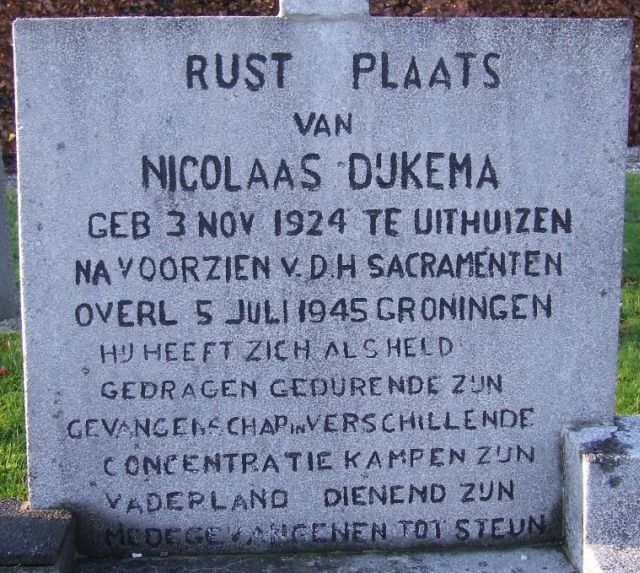 RUST PLAATS
VAN
NICOLAAS DIJKEMA
GEB 3 NOV 1924 TE UITHUIZEN
NA VOORZIEN V.D.H SACRAMENTEN
OVERL 5 JULI 1945 GRONINGEN
HIJ HEEFT ZICH ALS HELD
GEDRAGEN GEDURENDE ZIJN
GEVANGENSCHAP IN VERSCHILLENDE
CONCENTRATIE KAMPEN ZIJN
VADERLAND DIENEND ZIJN
MEDEGEVANGENEN TOT STEUN